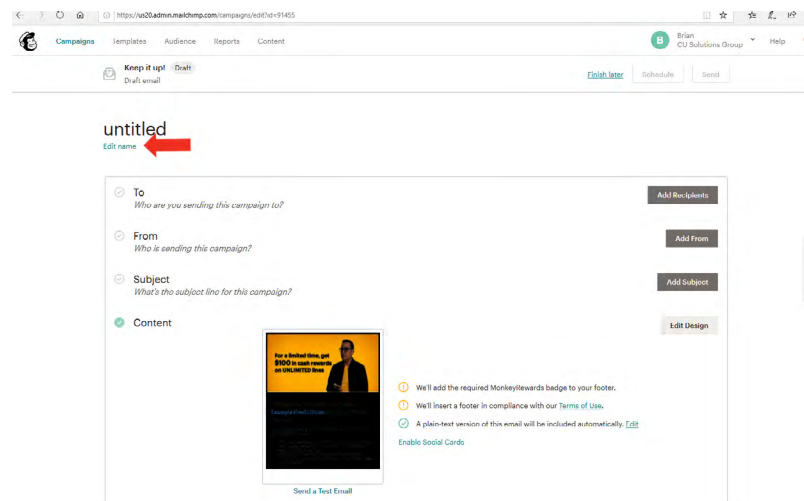 https://us20.admin.mailchimp.com/campaigns/edit?id=91455
Campaigns Templates Audience Reports Content
B Brian
CU Solutions Group
Help
Keep it up! Draft
Draft email
Finish later Schedule Send
untitled
Edit name
To
Who are you sending this campaign to?
Add Recipients
From
Who is sending this campaign?
Add From
Subject
What's the subject line for this campaign?
Add Subject
Content
Edit Design
For a limited time, get
$100 in cash rewards
on UNLIMITED lines
We'll add the required MonkeyRewards badge to your footer.
We'll insert a footer in compliance with our Terms of Use.
A plain-text version of this email will be included automatically. Edit
Enable Social Cards
Send a Test Email